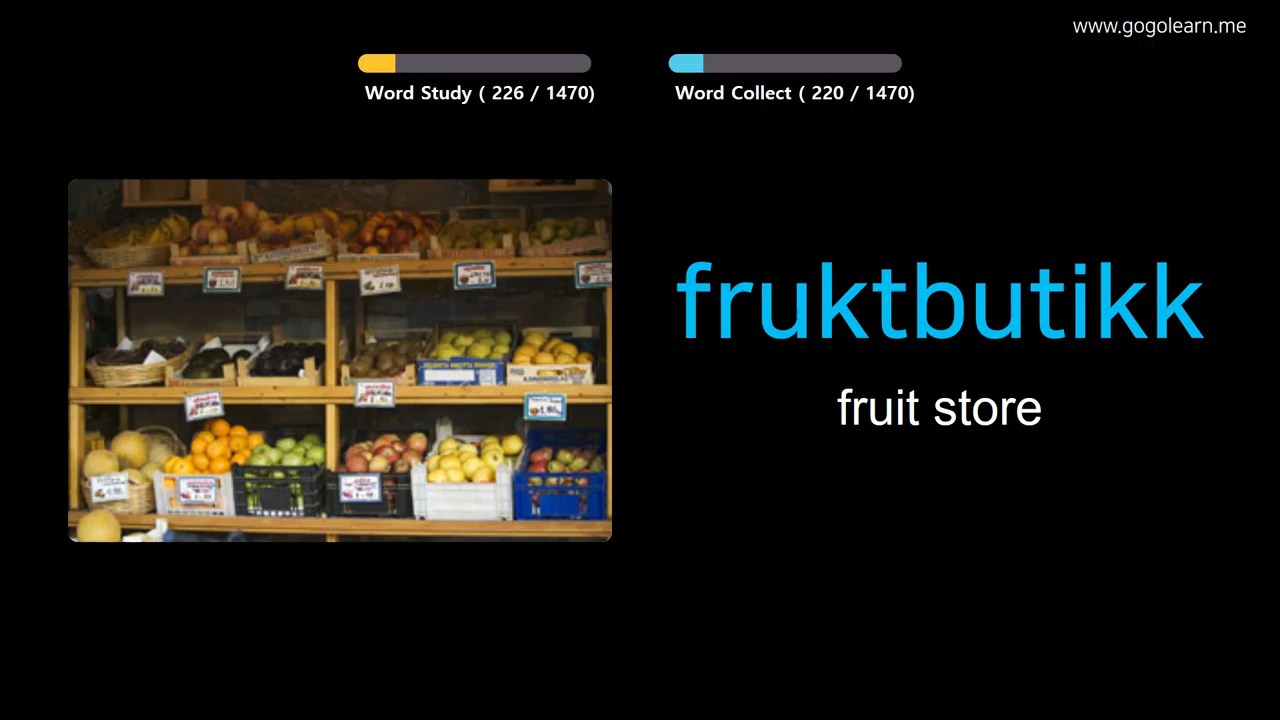 www.gogolearn.me
Word Study ( 226 / 1470)
Word Collect ( 220 / 1470)
fruktbutikk
fruit store